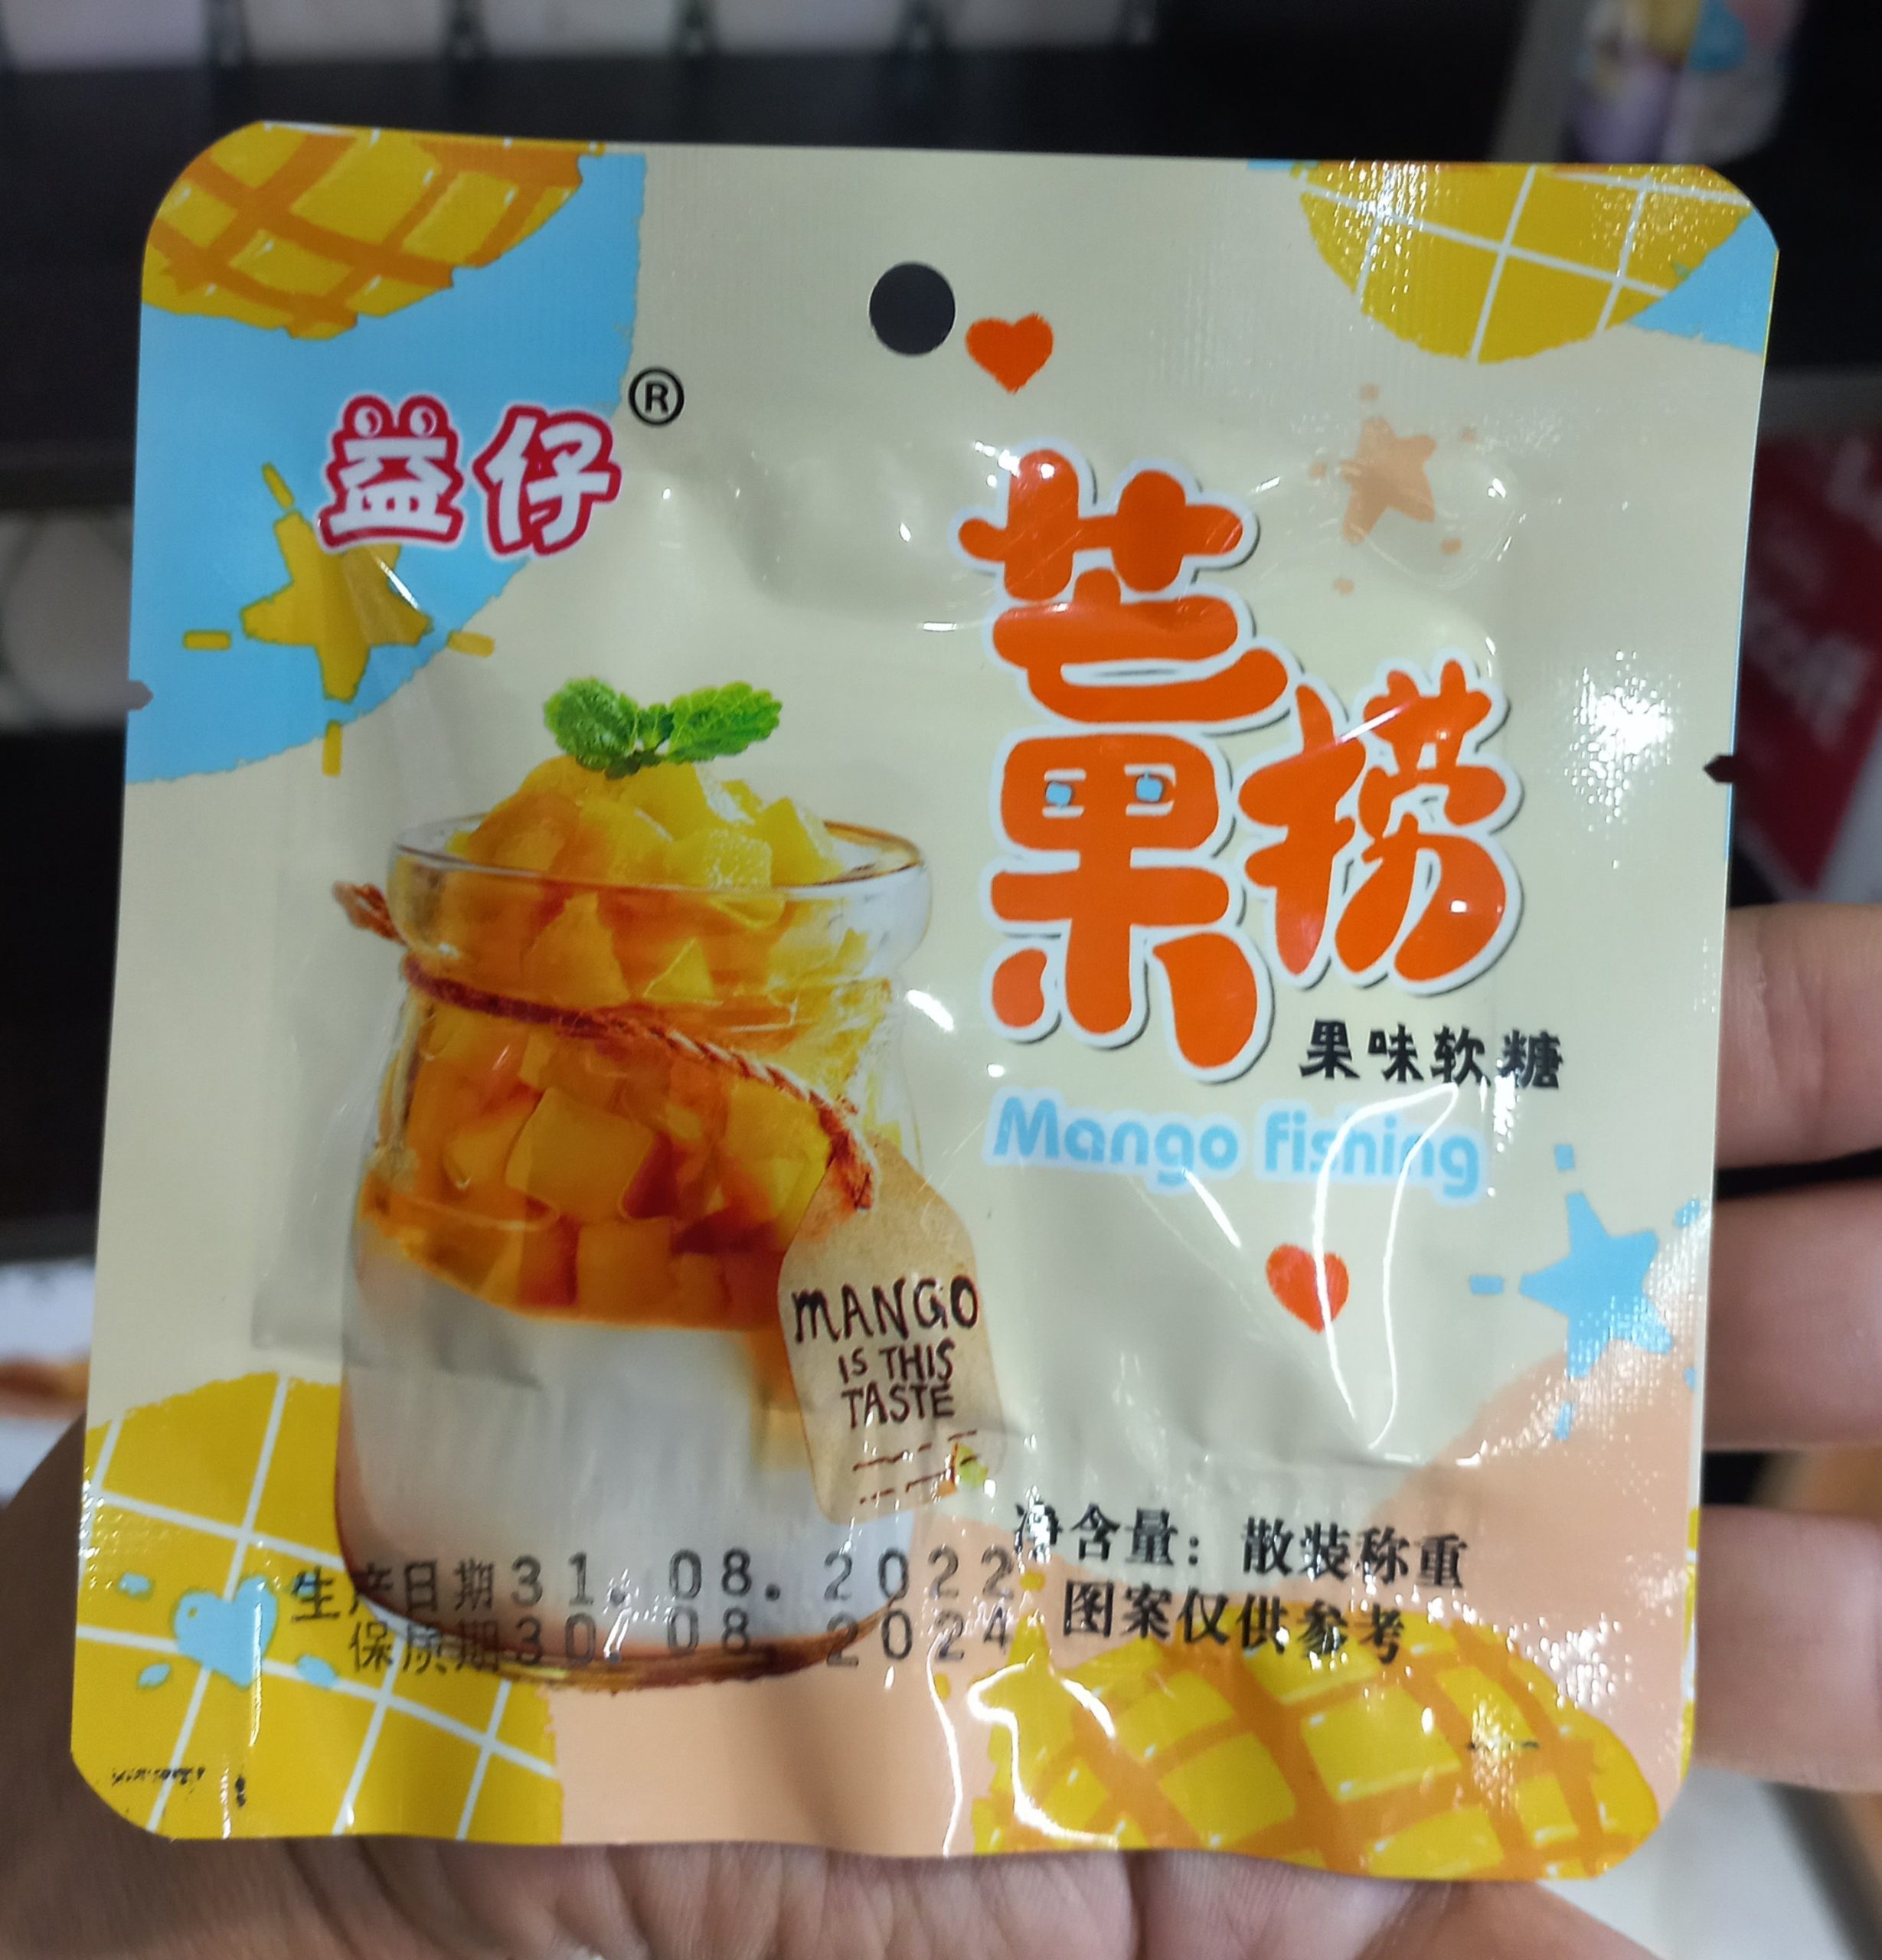 益仔®
芒果捞
果味软糖
Mango fishing
MANGO
IS THIS
TASTE
净含量：散装称重
图案仅供参考
生产日期31.08.2022
保质期30.08.2024